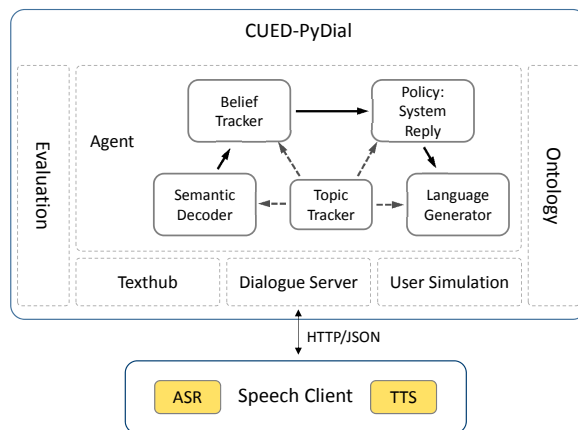 CUED-PyDial
Evaluation
Agent
Belief
Tracker
Policy:
System
Reply
Semantic
Decoder
Topic
Tracker
Language
Generator
Ontology
Texthub
Dialogue Server
User Simulation
HTTP/JSON
ASR
Speech Client
TTS